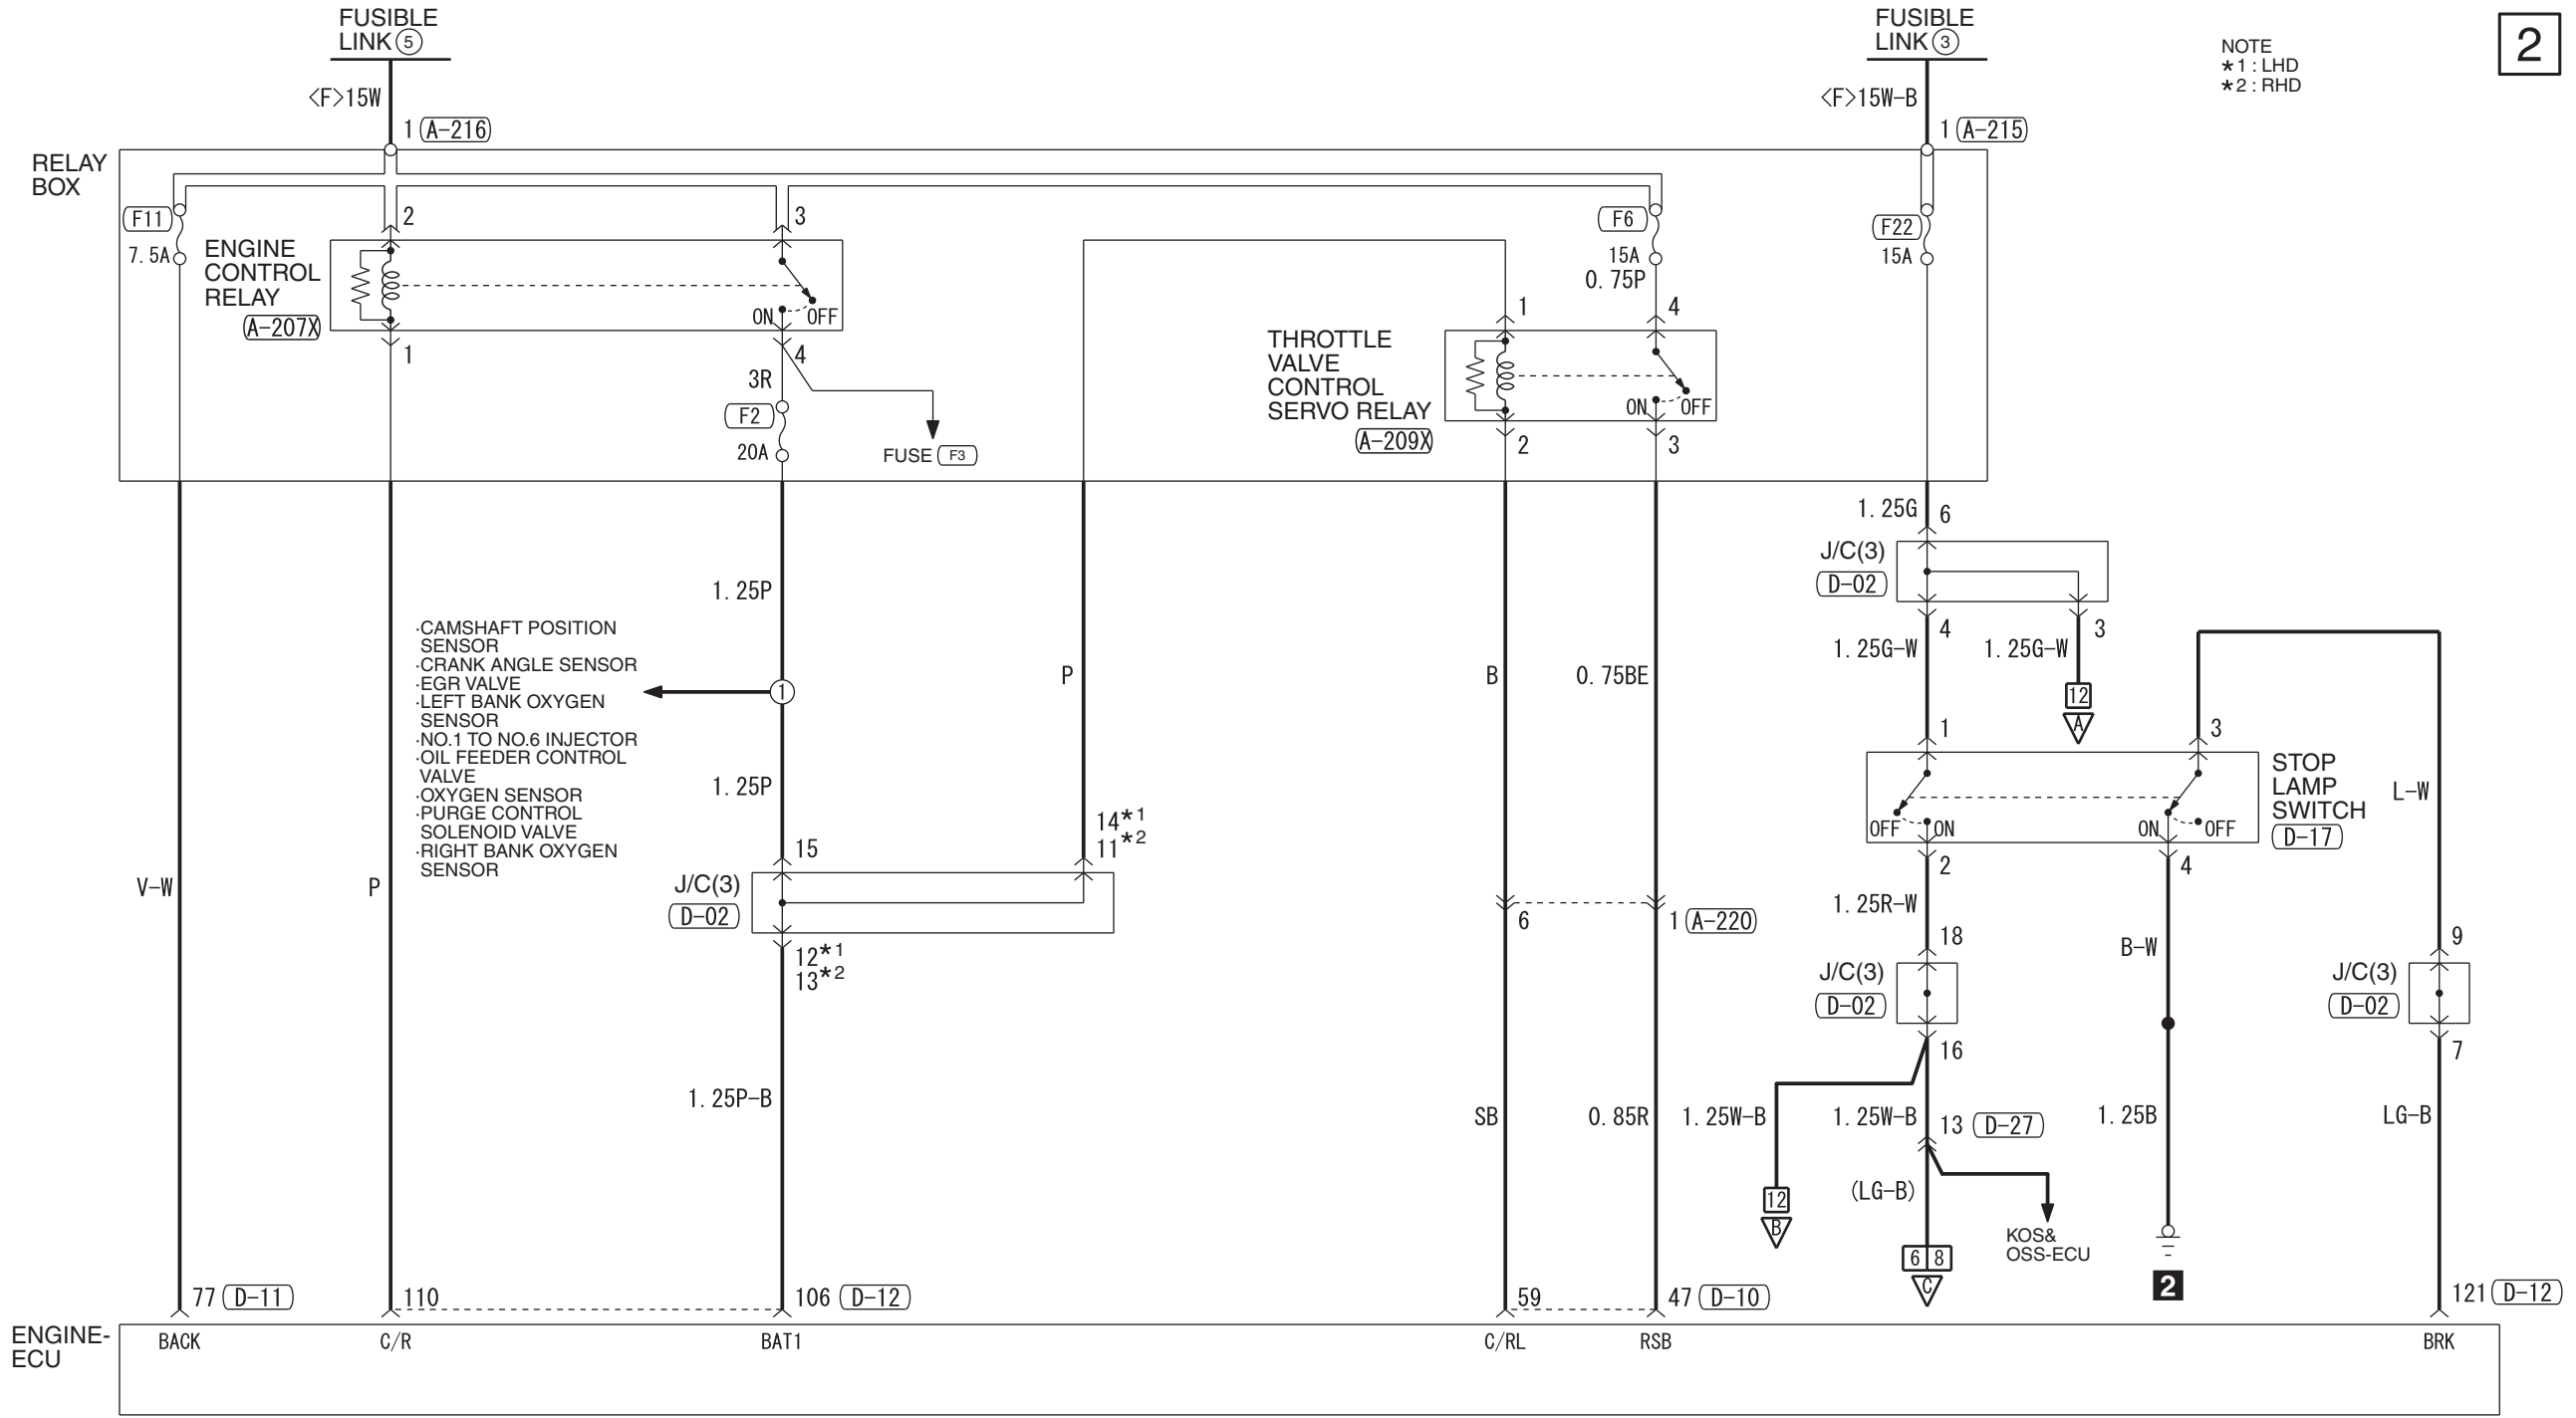 FUSIBLE
LINK 5
FUSIBLE
LINK 3
NOTE
*1 : LHD
*2 : RHD
2
<F>15W
1 A-216
<F>15W-B
1 A-215
RELAY
BOX
F11
7.5A
2
3
F6
15A
0.75P
F22
15A
ENGINE
CONTROL
RELAY
A-207X
ON
OFF
1
4
3R
F2
20A
FUSE F3
1
4
THROTTLE
VALVE
CONTROL
SERVO RELAY
A-209X
ON
OFF
2
3
1.25G
6
J/C(3)
D-02
4
3
1.25G-W
1.25G-W
12
A
1.25P
·CAMSHAFT POSITION
SENSOR
·CRANK ANGLE SENSOR
·EGR VALVE
·LEFT BANK OXYGEN
SENSOR
·NO.1 TO NO.6 INJECTOR
·OIL FEEDER CONTROL
VALVE
·OXYGEN SENSOR
·PURGE CONTROL
SOLENOID VALVE
·RIGHT BANK OXYGEN
SENSOR
1
P
B
0.75BE
1
3
STOP
LAMP
SWITCH
D-17
OFF
ON
ON
OFF
L-W
1.25P
14*1
11*2
15
V-W
P
J/C(3)
D-02
12*1
13*2
6
1 A-220
2
4
1.25R-W
18
B-W
9
J/C(3)
D-02
J/C(3)
D-02
16
7
1.25P-B
SB
0.85R
1.25W-B
1.25W-B
13 D-27
1.25B
LG-B
(LG-B)
12
B
KOS&
OSS-ECU
6 8
C
2
77 D-11
110
106 D-12
59
47 D-10
121 D-12
ENGINE-
ECU
BACK
C/R
BAT1
C/RL
RSB
BRK